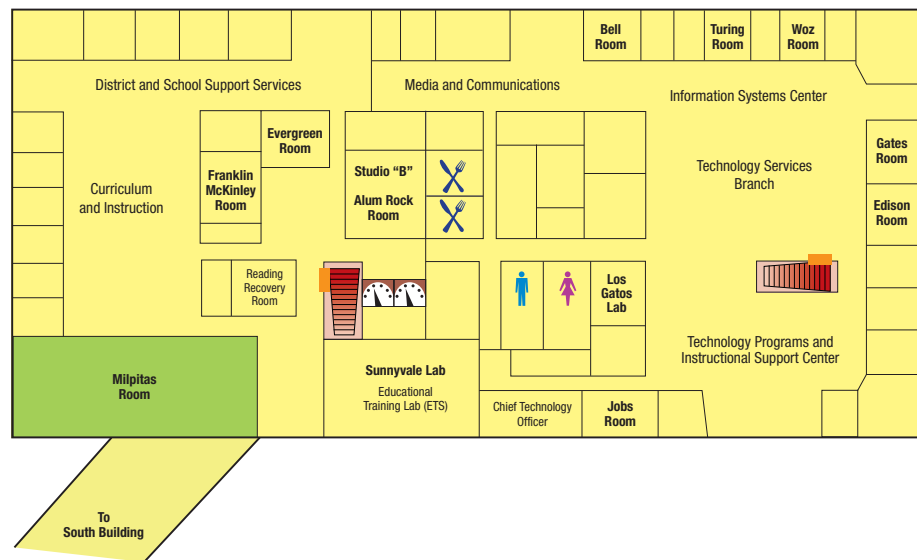 Bell
Room
Turing
Room
Woz
Room
District and School Support Services
Media and Communications
Information Systems Center
Evergreen
Room
Gates
Room
Franklin
McKinley
Room
Studio “B”
Alum Rock
Room
Technology Services
Branch
Curriculum
and Instruction
Edison
Room
Reading
Recovery
Room
Los
Gatos
Lab
Technology Programs and
Instructional Support Center
Milpitas
Room
Sunnyvale Lab
Educational
Training Lab (ETS)
Chief Technology
Officer
Jobs
Room
To
South Building